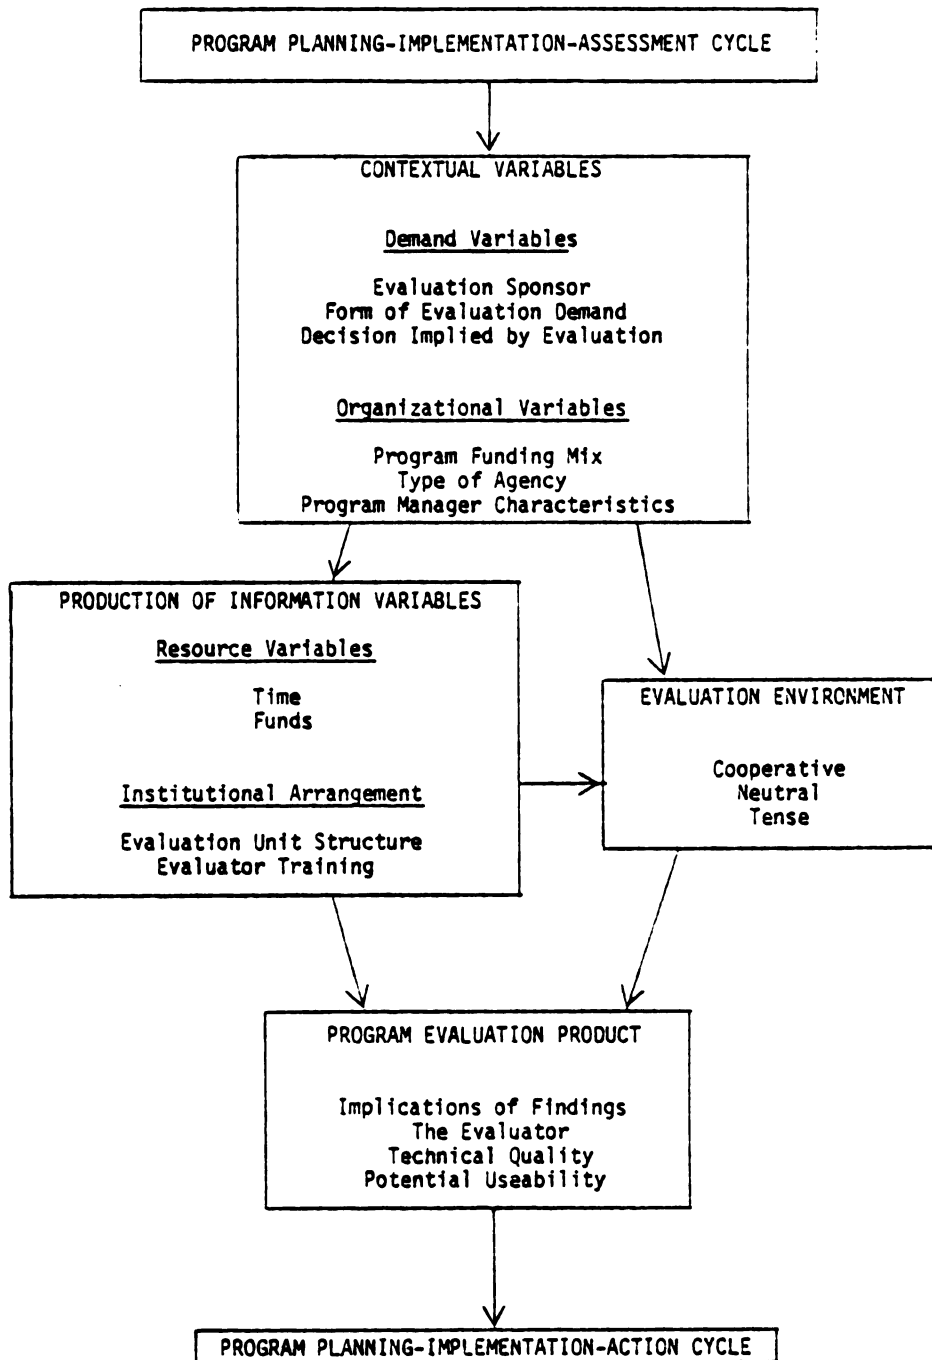 PROGRAM PLANNING-IMPLEMENTATION-ASSESSMENT CYCLE
CONTEXTUAL VARIABLES
Demand Variables
Evaluation Sponsor
Form of Evaluation Demand
Decision Implied by Evaluation
Organizational Variables
Program Funding Mix
Type of Agency
Program Manager Characteristics
PRODUCTION OF INFORMATION VARIABLES
Resource Variables
Time
Funds
Institutional Arrangement
Evaluation Unit Structure
Evaluator Training
EVALUATION ENVIRONMENT
Cooperative
Neutral
Tense
PROGRAM EVALUATION PRODUCT
Implications of Findings
The Evaluator
Technical Quality
Potential Useability
PROGRAM PLANNING-IMPLEMENTATION-ACTION CYCLE